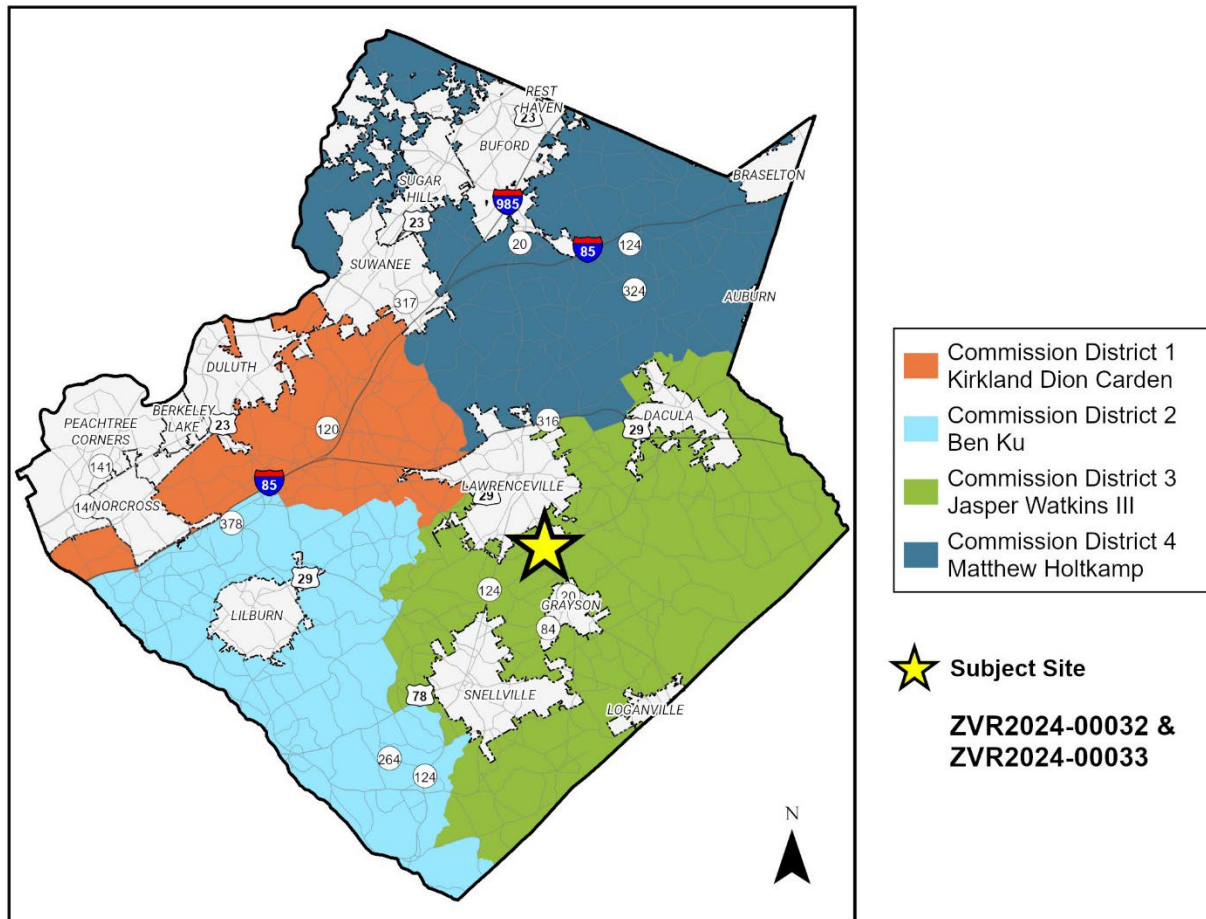 REST
HAVEN
23
BUFORD
BRASELTON
SUGAR
HILL
985
23
20
85
124
SUWANEE
317
324
AUBURN
DULUTH
BERKELEY
LAKE
23
PEACHTREE
CORNERS
141
120
316
DACULA
29
85
LAWRENCEVILLE
29
14
NORCROSS
378
29
LILBURN
124
20
GRAYSON
84
78
SNELLVILLE
LOGANVILLE
264
124
N
Commission District 1
Kirkland Dion Carden
Commission District 2
Ben Ku
Commission District 3
Jasper Watkins III
Commission District 4
Matthew Holtkamp
Subject Site
ZVR2024-00032 &
ZVR2024-00033